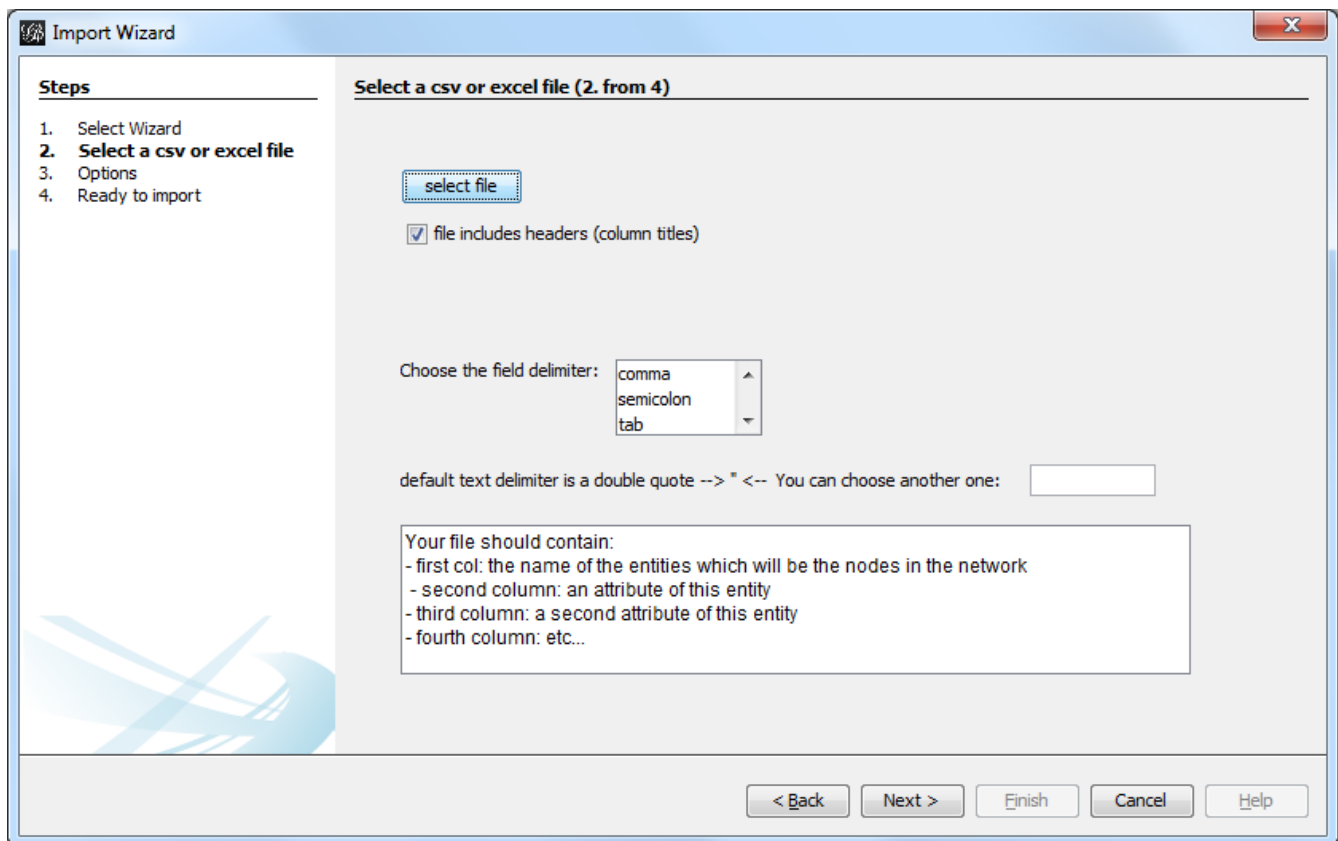 Import Wizard
Steps
1. Select Wizard
2. Select a csv or excel file
3. Options
4. Ready to import
Select a csv or excel file (2. from 4)
select file
file includes headers (column titles)
Choose the field delimiter:
comma
semicolon
tab
default text delimiter is a double quote --> " <-- You can choose another one:
Your file should contain:
- first col: the name of the entities which will be the nodes in the network
- second column: an attribute of this entity
- third column: a second attribute of this entity
- fourth column: etc...
< Back
Next >
Finish
Cancel
Help